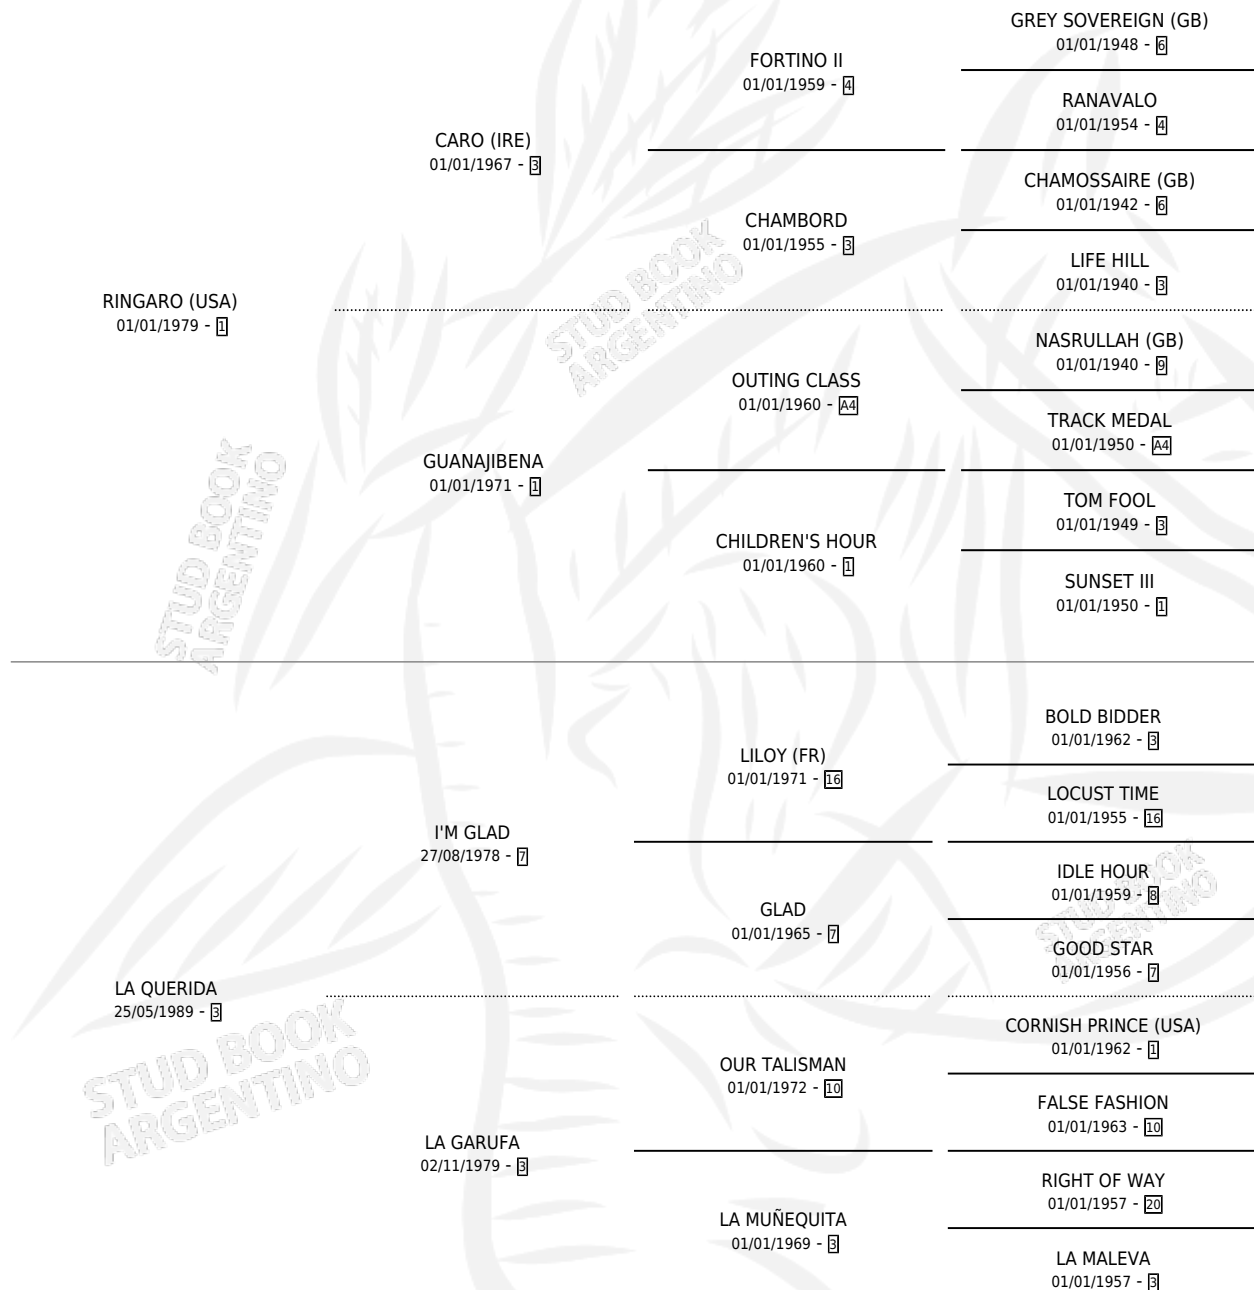 GREY SOVEREIGN (GB)
01/01/1948 - 6
FORTINO II
01/01/1959 - 4
RANAVALO
01/01/1954 - 4
CARO (IRE)
01/01/1967 - 3
CHAMOSSAIRE (GB)
01/01/1942 - 6
CHAMBORD
01/01/1955 - 3
LIFE HILL
01/01/1940 - 3
RINGARO (USA)
01/01/1979 - 1
STUD BOOK
ARGENTINO
NASRULLAH (GB)
01/01/1940 - 9
OUTING CLASS
01/01/1960 - A4
TRACK MEDAL
01/01/1950 - A4
GUANAJIBENA
01/01/1971 - 1
TOM FOOL
01/01/1949 - 3
CHILDREN'S HOUR
01/01/1960 - 1
SUNSET III
01/01/1950 - 1
STUD BOOK
ARGENTINO
BOLD BIDDER
01/01/1962 - 3
LILOY (FR)
01/01/1971 - 16
LOCUST TIME
01/01/1955 - 16
I'M GLAD
27/08/1978 - 7
IDLE HOUR
01/01/1959 - 8
GLAD
01/01/1965 - 7
STUD BOOK
ARGENTINO
GOOD STAR
01/01/1956 - 7
LA QUERIDA
25/05/1989 - 3
CORNISH PRINCE (USA)
01/01/1962 - 1
OUR TALISMAN
01/01/1972 - 10
STUD BOOK
ARGENTINO
FALSE FASHION
01/01/1963 - 10
LA GARUFA
02/11/1979 - 3
RIGHT OF WAY
01/01/1957 - 20
LA MUÑEQUITA
01/01/1969 - 3
LA MALEVA
01/01/1957 - 3